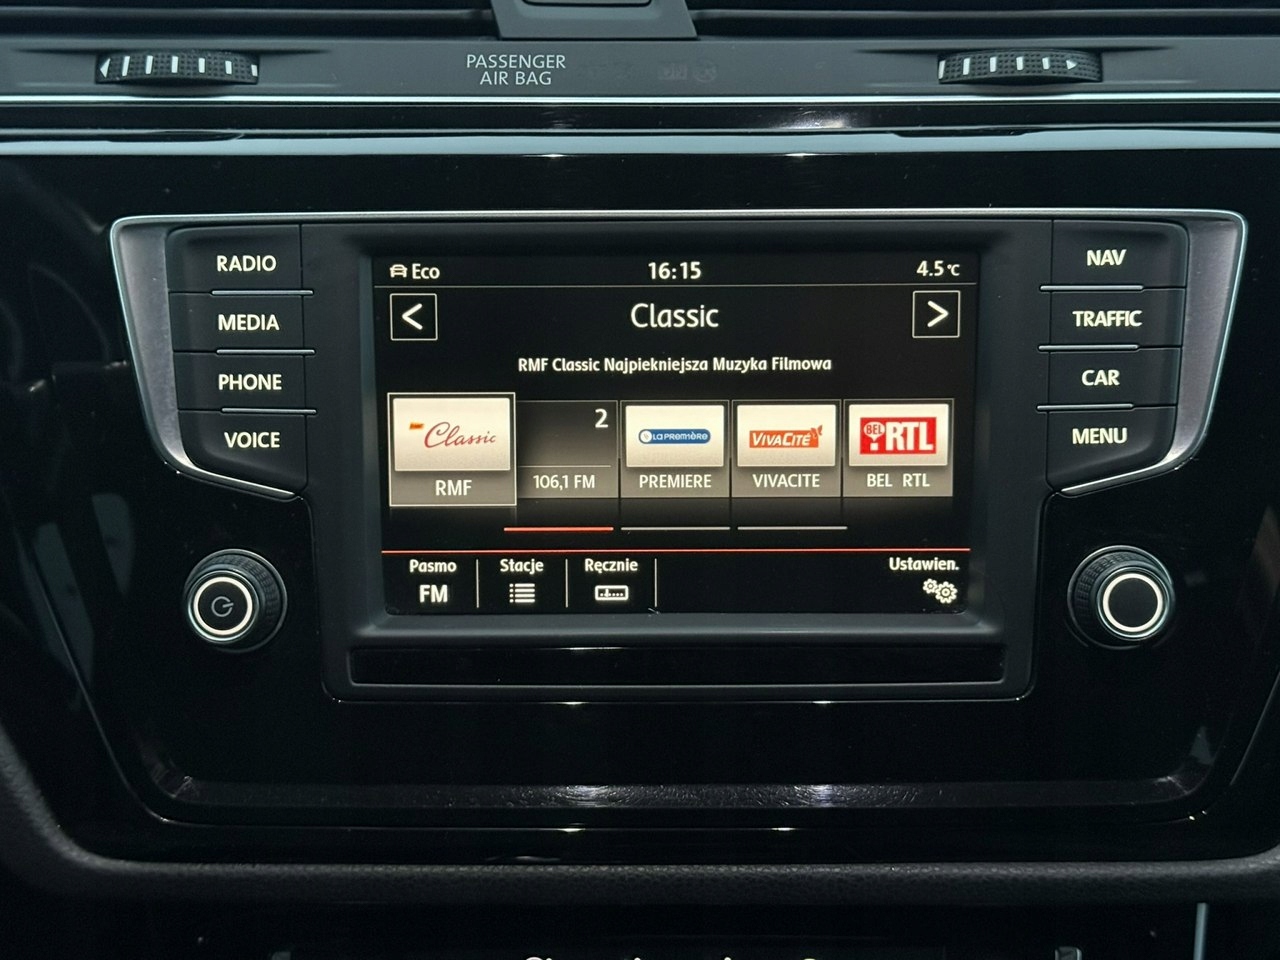 PASSENGER
AIR BAG
RADIO
MEDIA
PHONE
VOICE
NAV
TRAFFIC
CAR
MENU
Eco 16:15 4.5°C
< Classic >
RMF Classic Najpiekniejsza Muzyka Filmowa
Classic
RMF
2
106,1 FM
LA PREMIÈRE
PREMIERE
VIVACITÉ
VIVACITE
BEL RTL
BEL RTL
Pasmo Stacje Ręcznie Ustawien.
FM